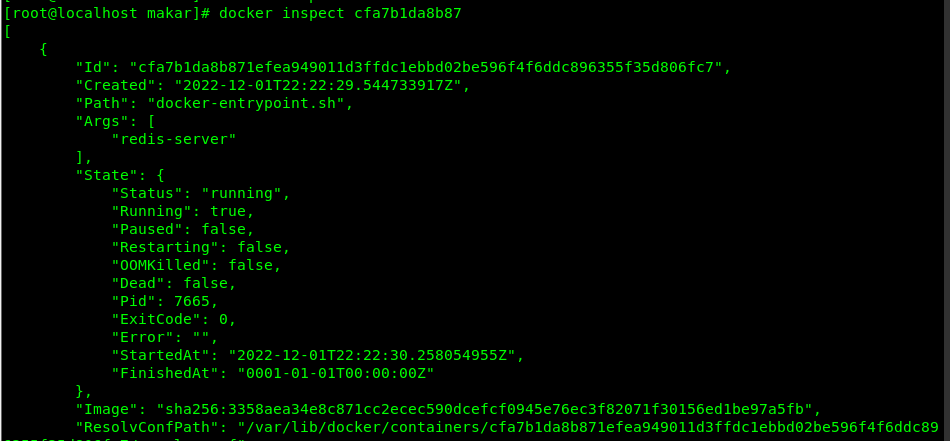 [root@localhost makar]# docker inspect cfa7b1da8b87
[
    {
        "Id": "cfa7b1da8b871efea949011d3ffdc1ebbd02be596f4f6ddc896355f35d806fc7",
        "Created": "2022-12-01T22:22:29.544733917Z",
        "Path": "docker-entrypoint.sh",
        "Args": [
            "redis-server"
        ],
        "State": {
            "Status": "running",
            "Running": true,
            "Paused": false,
            "Restarting": false,
            "OOMKilled": false,
            "Dead": false,
            "Pid": 7665,
            "ExitCode": 0,
            "Error": "",
            "StartedAt": "2022-12-01T22:22:30.258054955Z",
            "FinishedAt": "0001-01-01T00:00:00Z"
        },
        "Image": "sha256:3358aea34e8c871cc2ecec590dcefcf0945e76ec3f82071f30156ed1be97a5fb",
        "ResolvConfPath": "/var/lib/docker/containers/cfa7b1da8b871efea949011d3ffdc1ebbd02be596f4f6ddc89